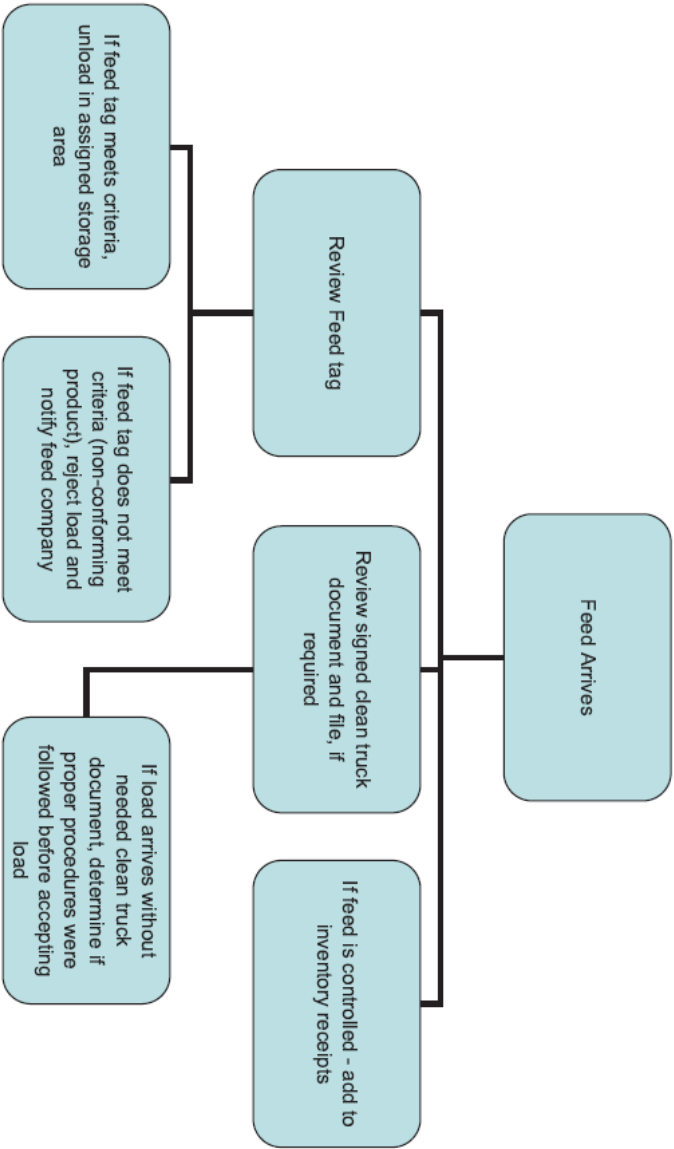 Feed Arrives
Review Feed tag
Review signed clean truck
document and file, if
required
If feed is controlled - add to
inventory receipts
If feed tag meets criteria,
unload in assigned storage
area
If feed tag does not meet
criteria (non-conforming
product), reject load and
notify feed company
If load arrives without
needed clean truck
document, determine if
proper procedures were
followed before accepting
load